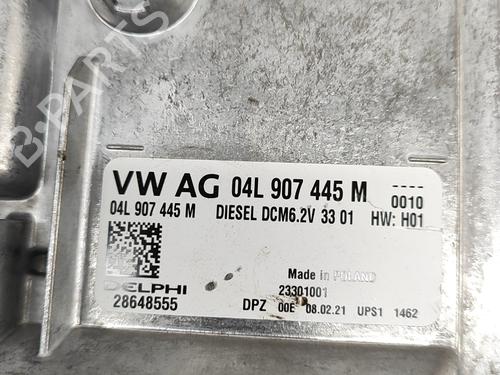 B-PARTS
VW AG 04L 907 445 M
----
0010
04L 907 445 M DIESEL DCM6.2V 33 01 HW: H01
DELPHI
28648555
Made in POLAND
23301001
DPZ 00E 08.02.21 UPS1 1462